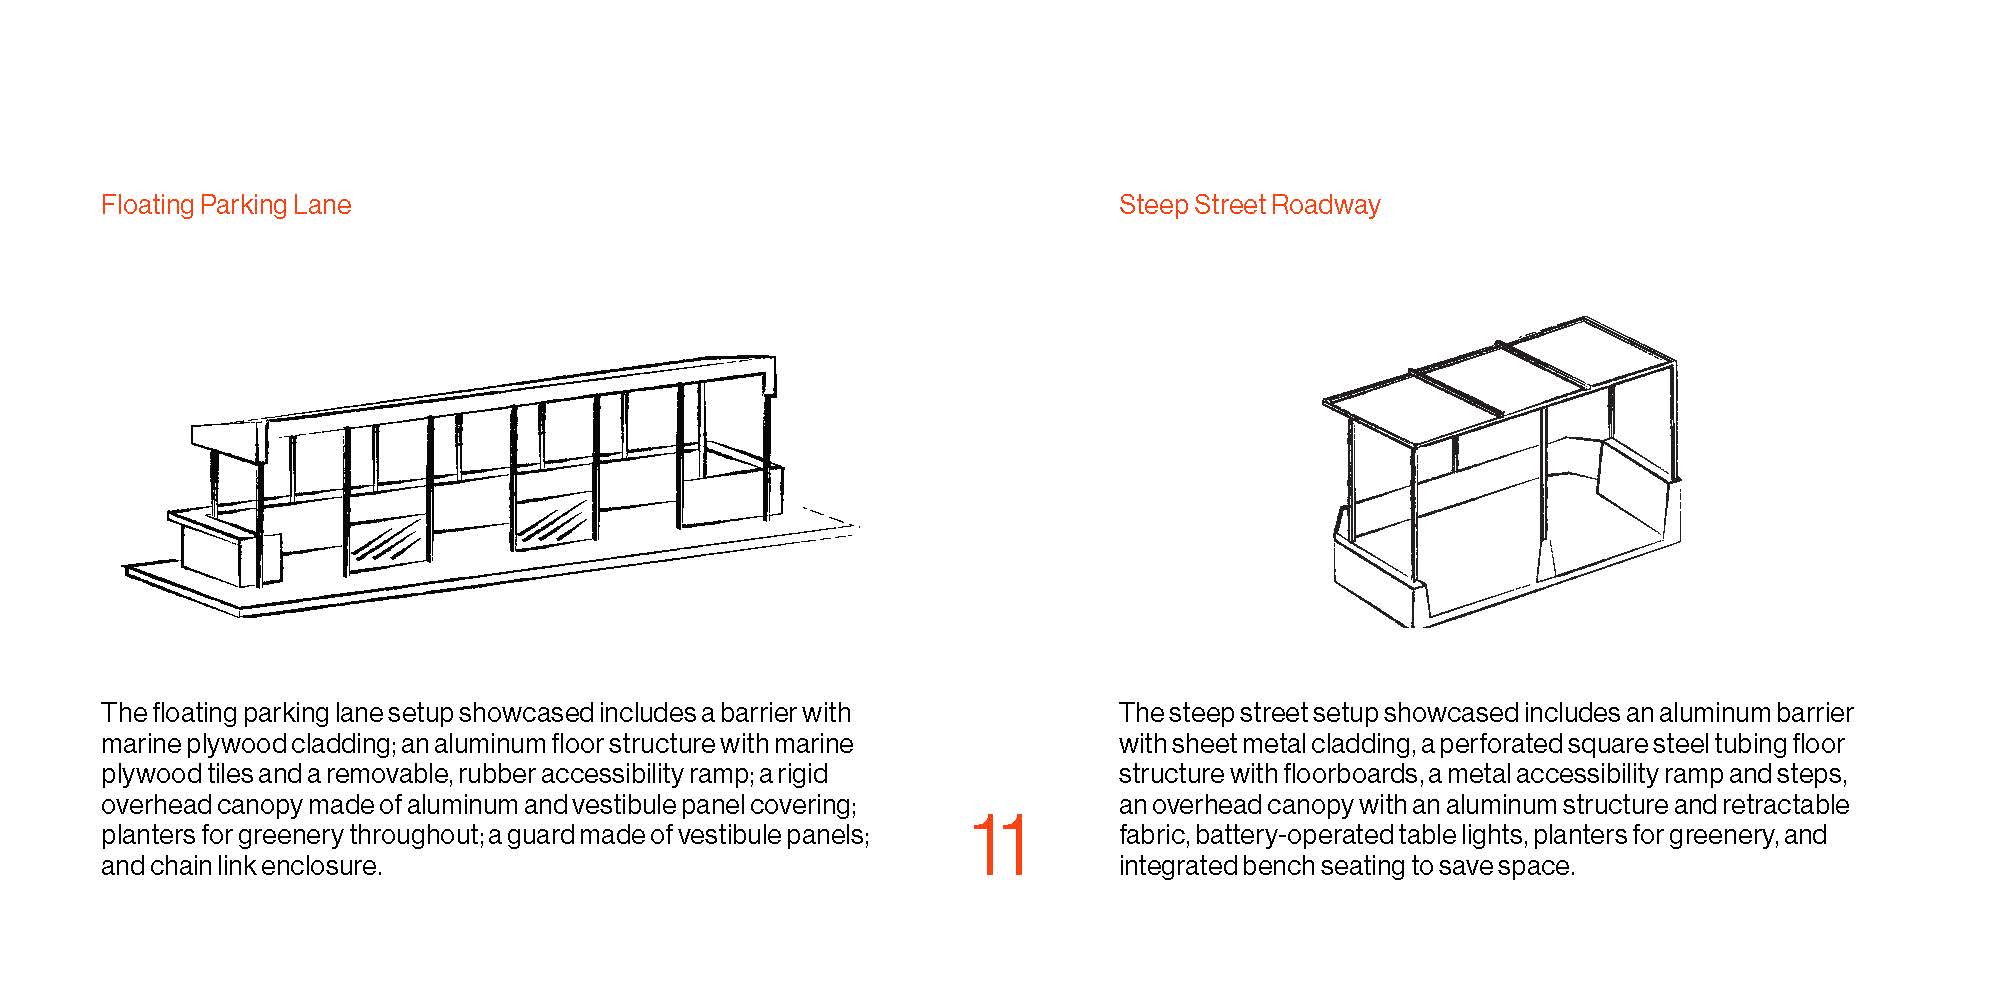 Floating Parking Lane
The floating parking lane setup showcased includes a barrier with
marine plywood cladding; an aluminum floor structure with marine
plywood tiles and a removable, rubber accessibility ramp; a rigid
overhead canopy made of aluminum and vestibule panel covering;
planters for greenery throughout; a guard made of vestibule panels;
and chain link enclosure.
11
Steep Street Roadway
The steep street setup showcased includes an aluminum barrier
with sheet metal cladding, a perforated square steel tubing floor
structure with floorboards, a metal accessibility ramp and steps,
an overhead canopy with an aluminum structure and retractable
fabric, battery-operated table lights, planters for greenery, and
integrated bench seating to save space.